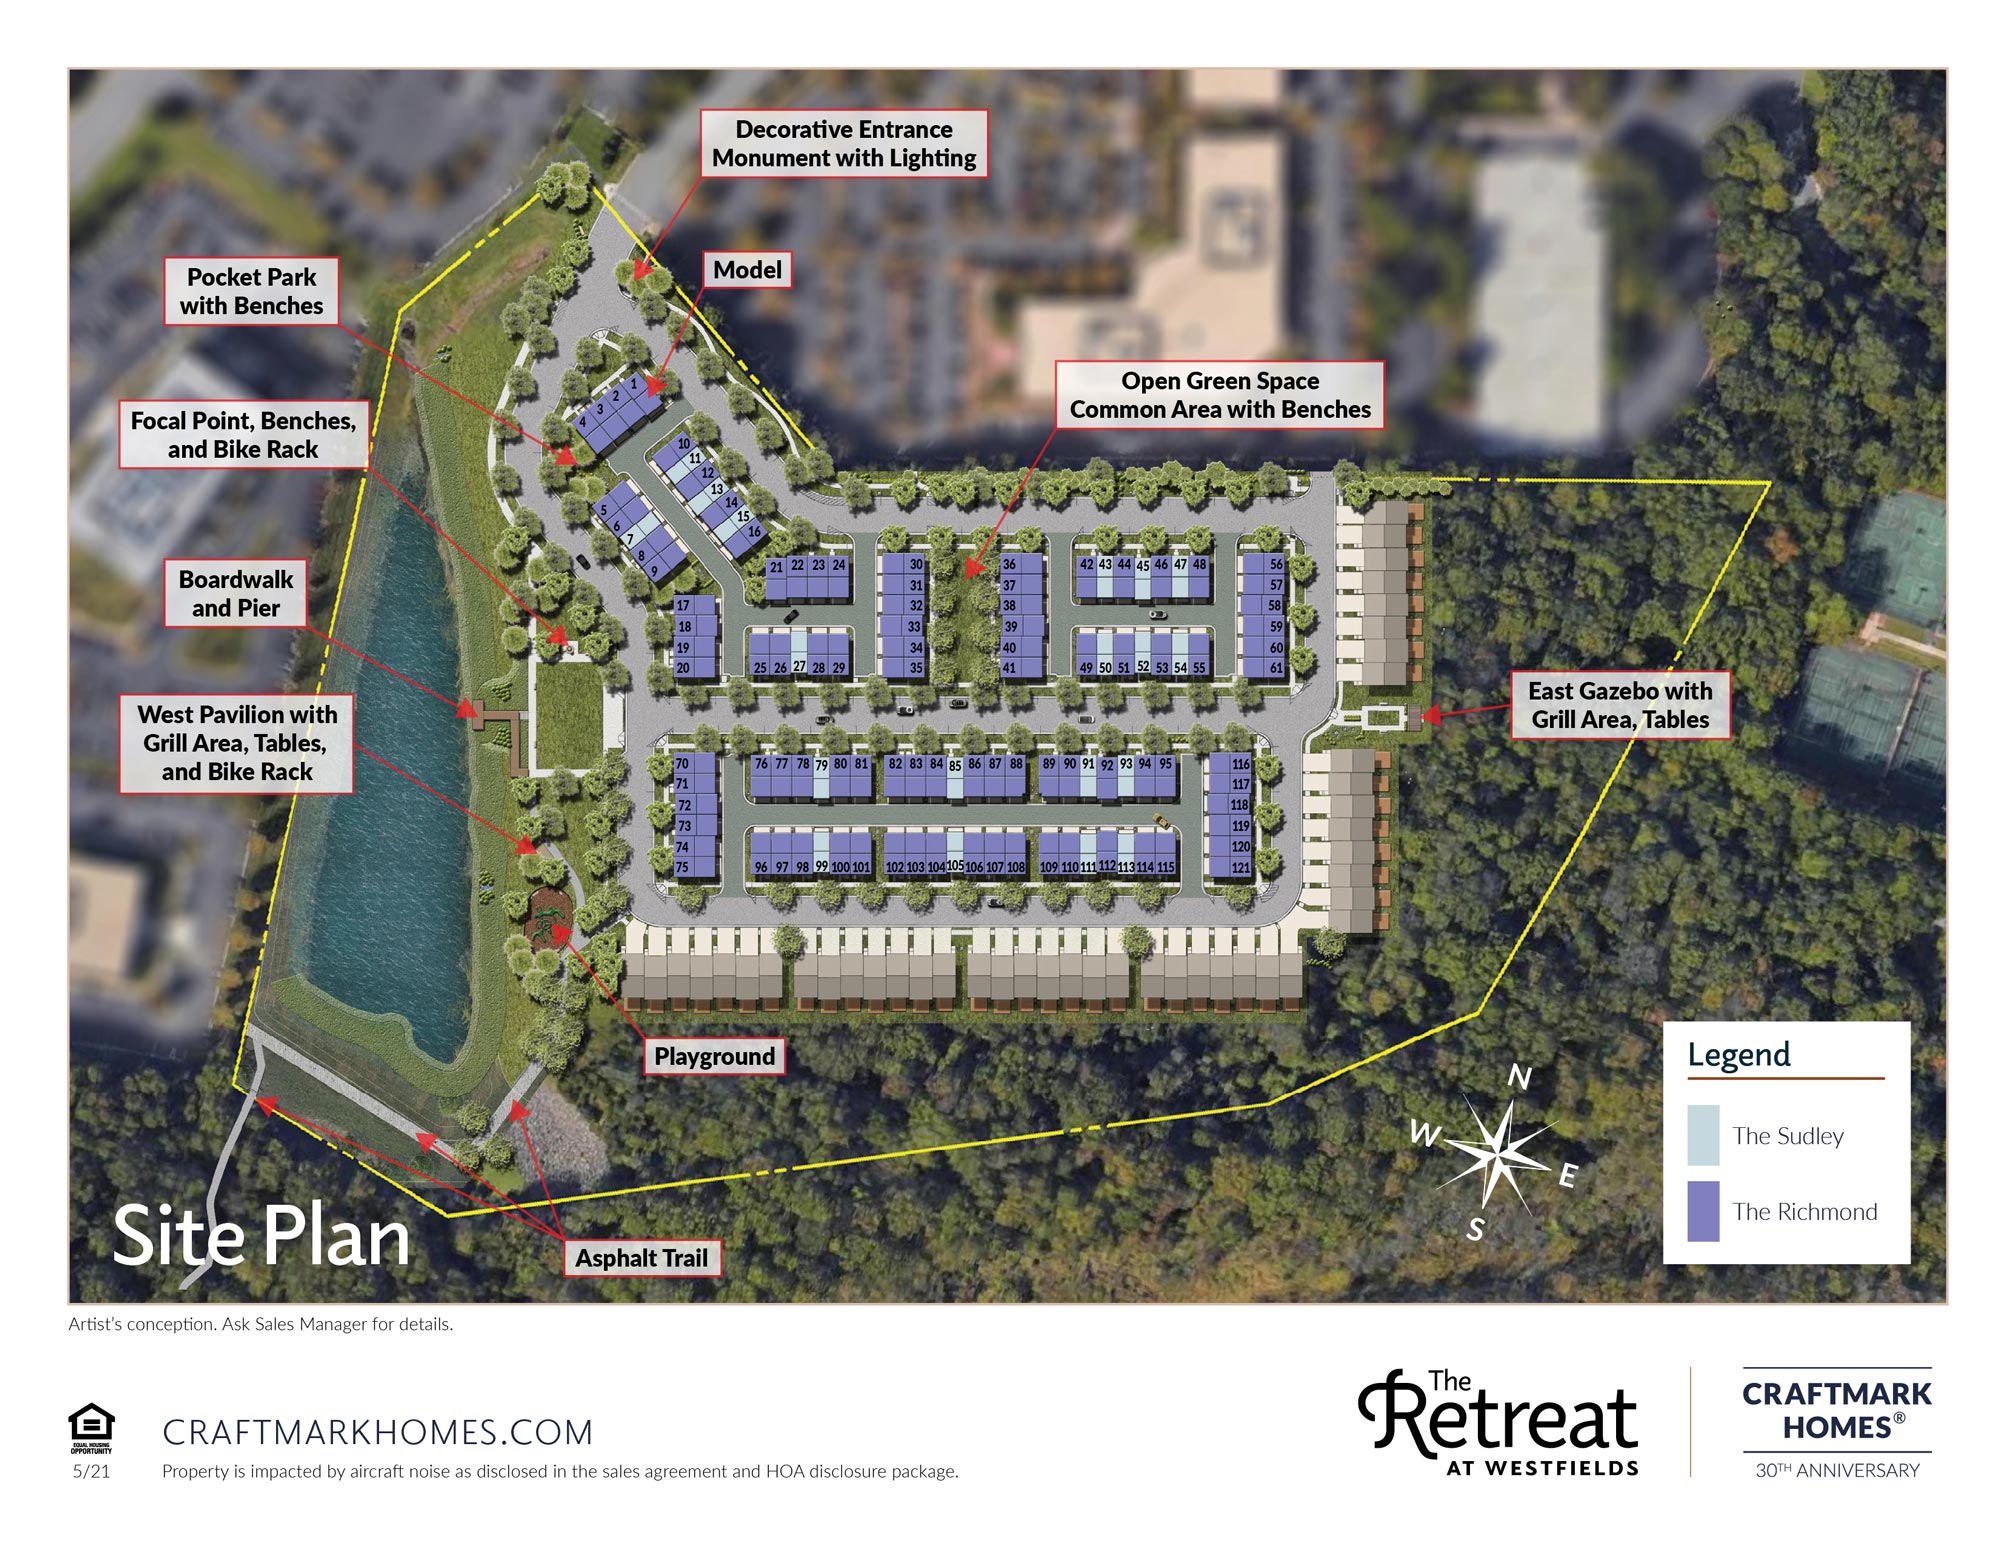 Decorative Entrance
Monument with Lighting
Model
Pocket Park
with Benches
Open Green Space
Common Area with Benches
Focal Point, Benches,
and Bike Rack
Boardwalk
and Pier
West Pavilion with
Grill Area, Tables,
and Bike Rack
East Gazebo with
Grill Area, Tables
Playground
Asphalt Trail
1
2
3
4
10
11
12
13
14
15
16
5
6
7
8
9
17
18
19
20
21 22 23 24
25 26 27 28 29
30
31
32
33
34
35
36
37
38
39
40
41
42 43 44 45 46 47 48
49 50 51 52 53 54 55
56
57
58
59
60
61
70
71
72
73
74
75
76 77 78 79 80 81
82 83 84 85 86 87 88
89 90 91 92 93 94 95
96 97 98 99 100 101
102 103 104 105 106 107 108
109 110 111 112 113 114 115
116
117
118
119
120
121
N
W
E
S
Legend
The Sudley
The Richmond
Site Plan
Artist's conception. Ask Sales Manager for details.
EQUAL HOUSING
OPPORTUNITY
5/21
CRAFTMARKHOMES.COM
Property is impacted by aircraft noise as disclosed in the sales agreement and HOA disclosure package.
The
Retreat
AT WESTFIELDS
CRAFTMARK
HOMES®
30TH ANNIVERSARY